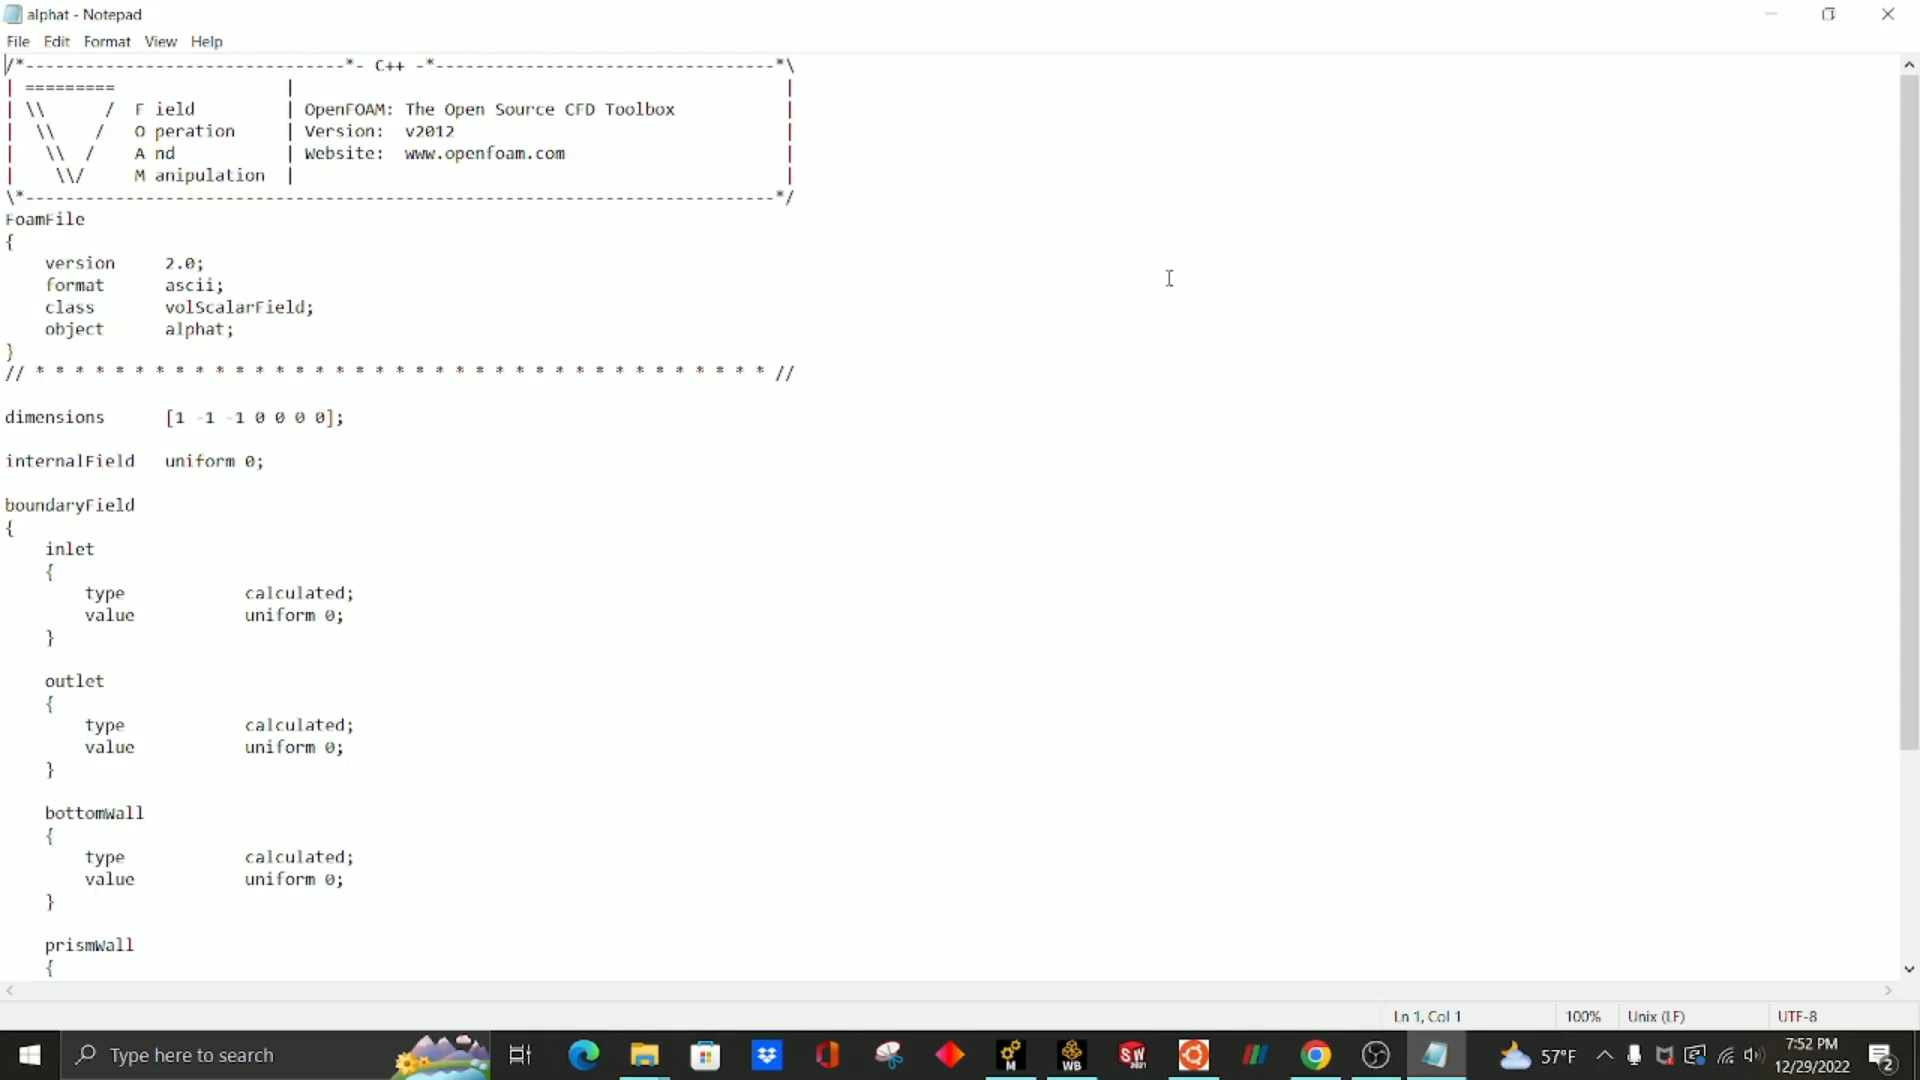 alphat - Notepad
File Edit Format View Help
/*--------------------------------*- C++ -*----------------------------------*\
| =========                 |                                                 |
| \\      /  F ield         | OpenFOAM: The Open Source CFD Toolbox           |
|  \\    /   O peration     | Version:  v2012                                 |
|   \\  /    A nd           | Website:  www.openfoam.com                      |
|    \\/     M anipulation  |                                                 |
\*---------------------------------------------------------------------------*/
FoamFile
{
    version     2.0;
    format      ascii;
    class       volScalarField;
    object      alphat;
}
// * * * * * * * * * * * * * * * * * * * * * * * * * * * * * * * * * * * * * //
dimensions      [1 -1 -1 0 0 0 0];
internalField   uniform 0;
boundaryField
{
    inlet
    {
        type            calculated;
        value           uniform 0;
    }
    outlet
    {
        type            calculated;
        value           uniform 0;
    }
    bottomWall
    {
        type            calculated;
        value           uniform 0;
    }
    prismWall
    {
Ln 1, Col 1 100% Unix (LF) UTF-8
Type here to search
M
WB
SW
2021
57°F
7:52 PM
12/29/2022
2